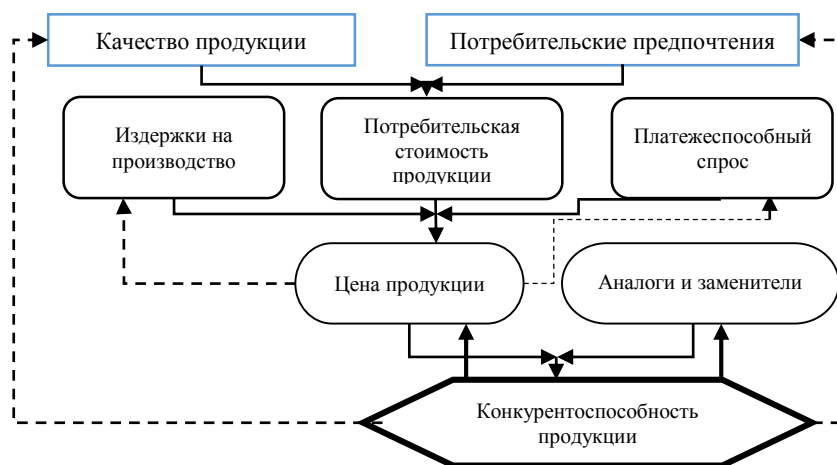 Качество продукции
Потребительские предпочтения
Издержки на
производство
Потребительская
стоимость
продукции
Платежеспособный
спрос
Цена продукции
Аналоги и заменители
Конкурентоспособность
продукции